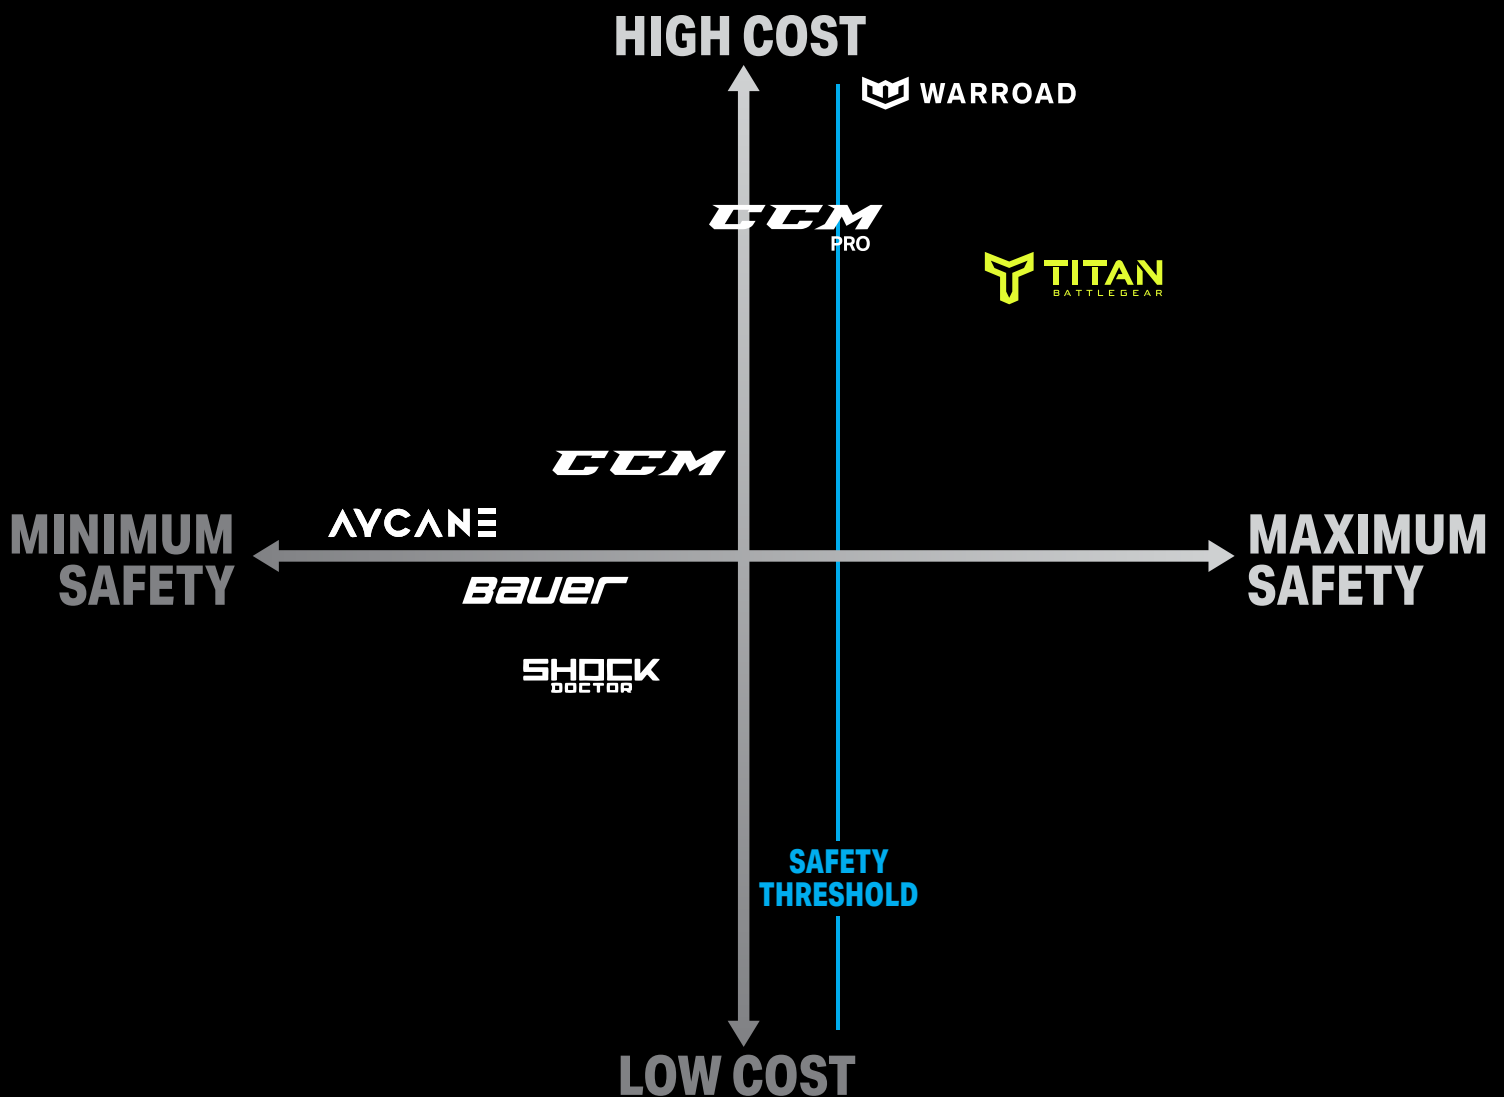 HIGH COST
WARROAD
CCM
PRO
TITAN
BATTLEGEAR
CCM
AYCANE
MINIMUM
SAFETY
MAXIMUM
SAFETY
BAUER
SHOCK
DOCTOR
SAFETY
THRESHOLD
LOW COST